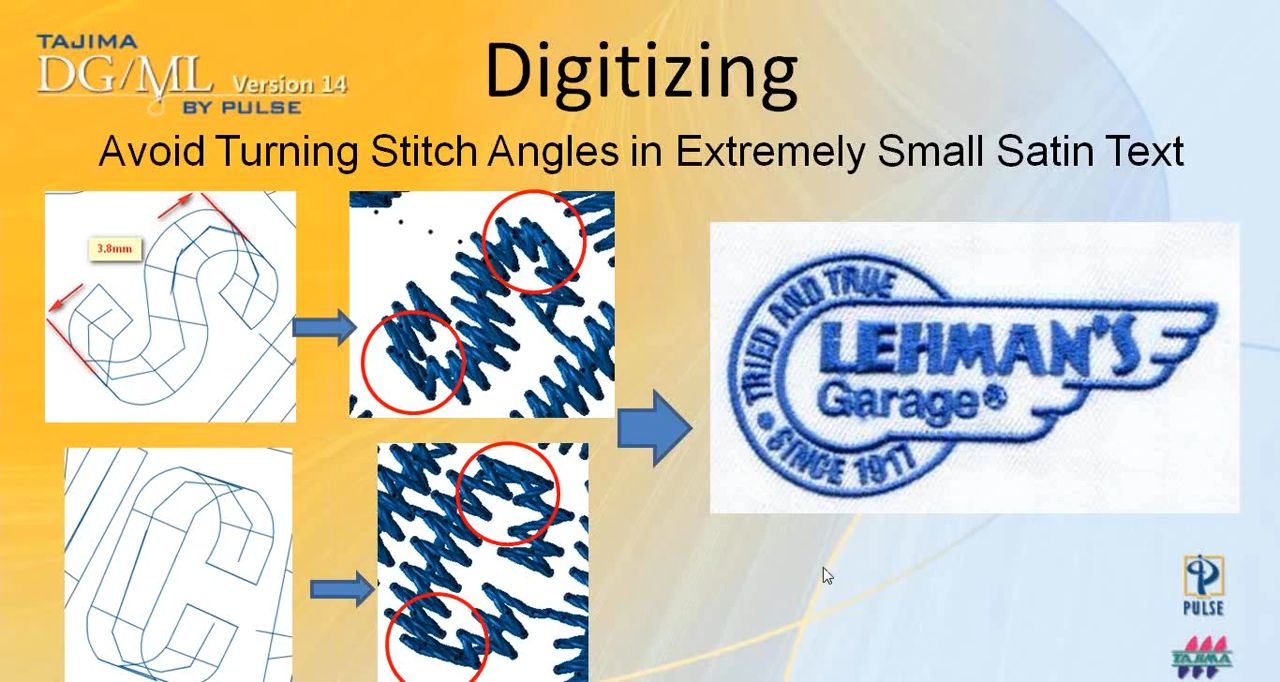 TAJIMA
DG/ML Version 14
BY PULSE
Digitizing
Avoid Turning Stitch Angles in Extremely Small Satin Text
3.8mm
TRIED AND TRUE
LEHMAN'S
Garage
SINCE 1917
PULSE
TAJIMA